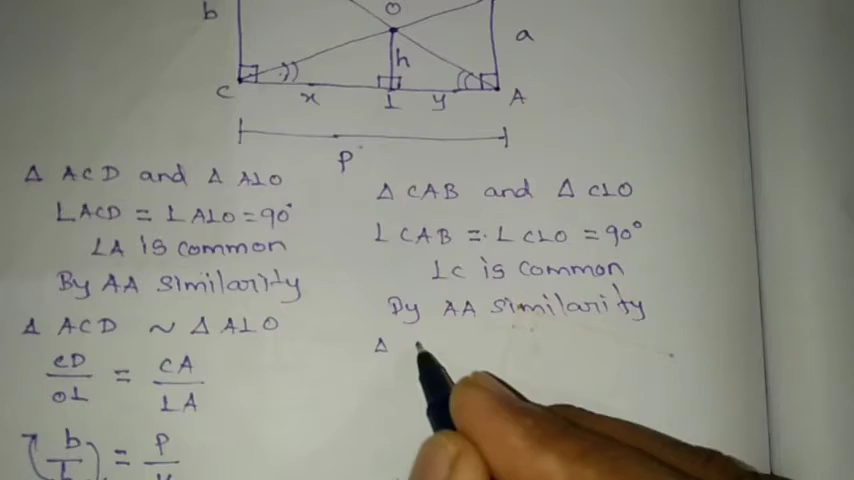 b
O
a
h
C
x
L
y
A
P
Δ ACD and Δ ALO
∠ACD = ∠ALO = 90°
∠A is common
By AA similarity
Δ ACD ~ Δ ALO
CD/OL = CA/LA
b/h = P/y
Δ CAB and Δ CLO
∠CAB = ∠CLO = 90°
∠C is common
By AA similarity
Δ